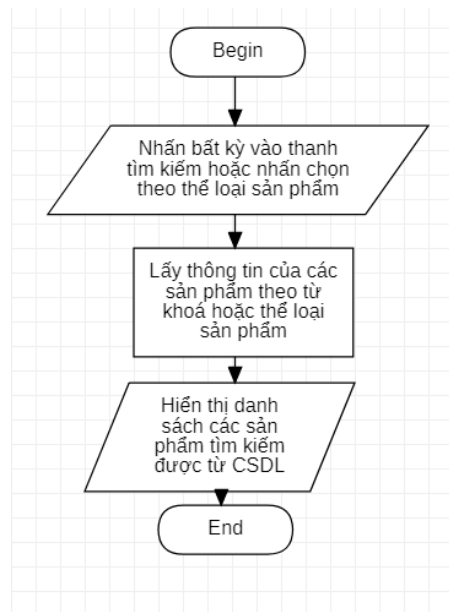 Begin
Nhấn bất kỳ vào thanh
tìm kiếm hoặc nhấn chọn
theo thể loại sản phẩm
Lấy thông tin của các
sản phẩm theo từ
khoá hoặc thể loại
sản phẩm
Hiển thị danh
sách các sản
phẩm tìm kiếm
được từ CSDL
End